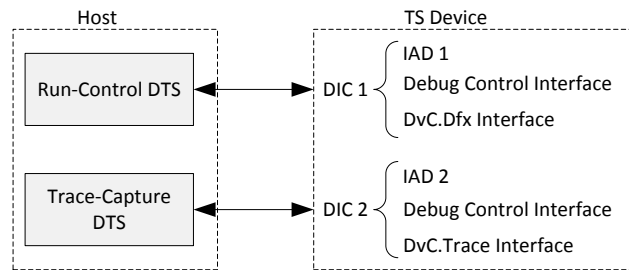 Host
TS Device
Run-Control DTS
DIC 1
IAD 1
Debug Control Interface
DvC.Dfx Interface
Trace-Capture
DTS
DIC 2
IAD 2
Debug Control Interface
DvC.Trace Interface